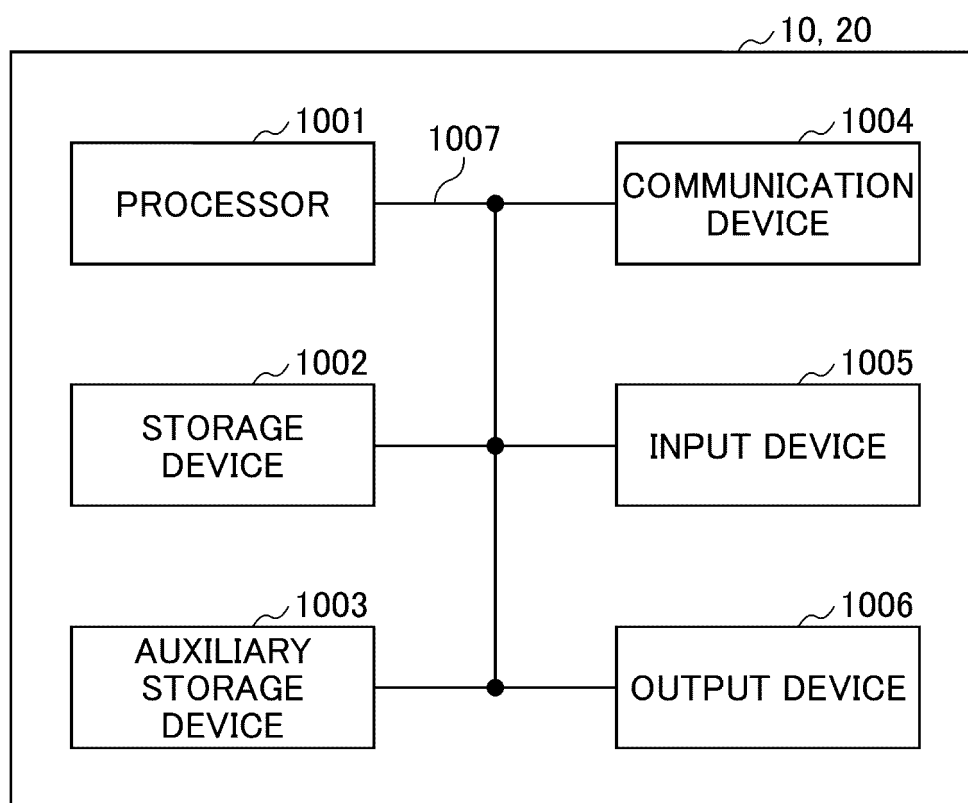 10, 20
1001
PROCESSOR
1007
1004
COMMUNICATION
DEVICE
1002
STORAGE
DEVICE
1005
INPUT DEVICE
1003
AUXILIARY
STORAGE
DEVICE
1006
OUTPUT DEVICE